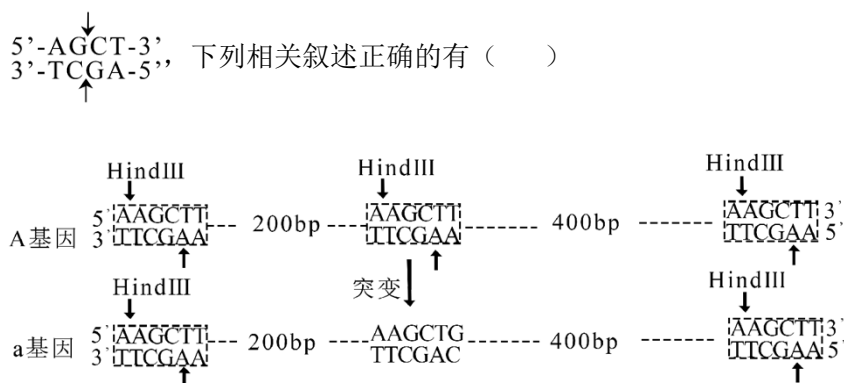 5’-AGCT-3’
3’-TCGA-5’，下列相关叙述正确的有（ ）
HindIII HindIII HindIII
A基因 5’ AAGCTT --- 200bp --- AAGCTT ------- 400bp ------- AAGCTT 3’
3’ TTCGAA TTCGAA TTCGAA 5’
HindIII 突变 HindIII
a基因 5’ AAGCTT --- 200bp --- AAGCTG ------- 400bp ------- AAGCTT 3’
3’ TTCGAA TTCGAC TTCGAA 5’